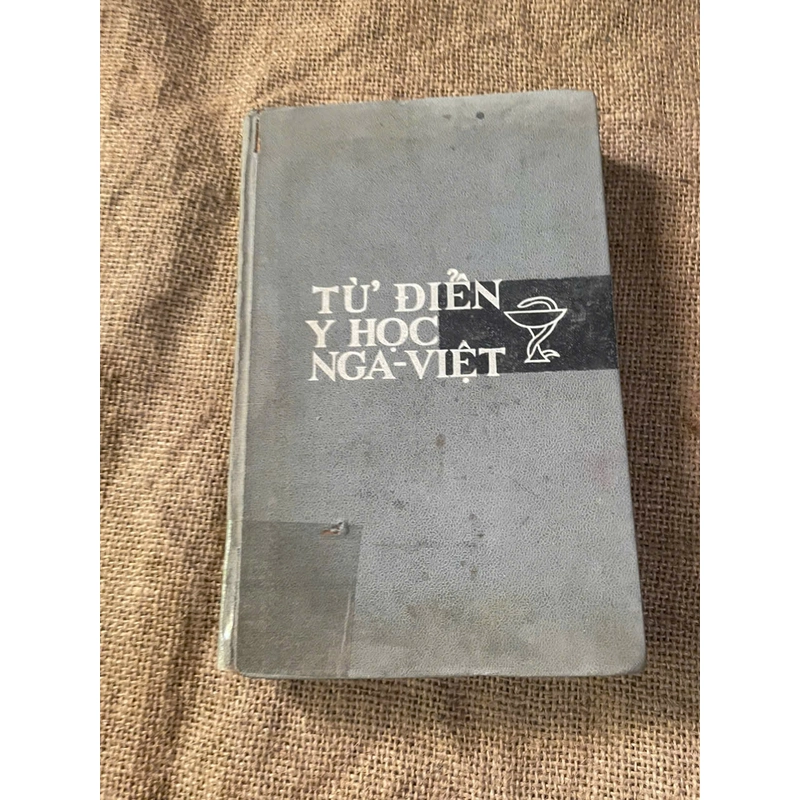 TỪ ĐIỂN
Y HỌC
NGA-VIỆT